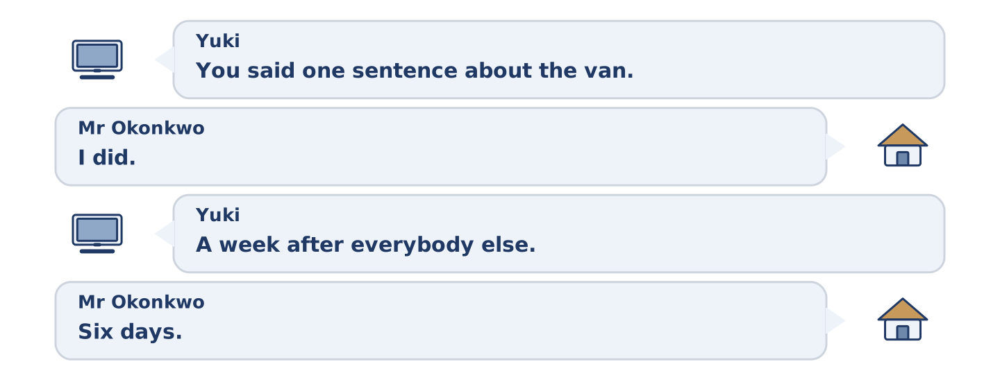 Yuki
You said one sentence about the van.
Mr Okonkwo
I did.
Yuki
A week after everybody else.
Mr Okonkwo
Six days.